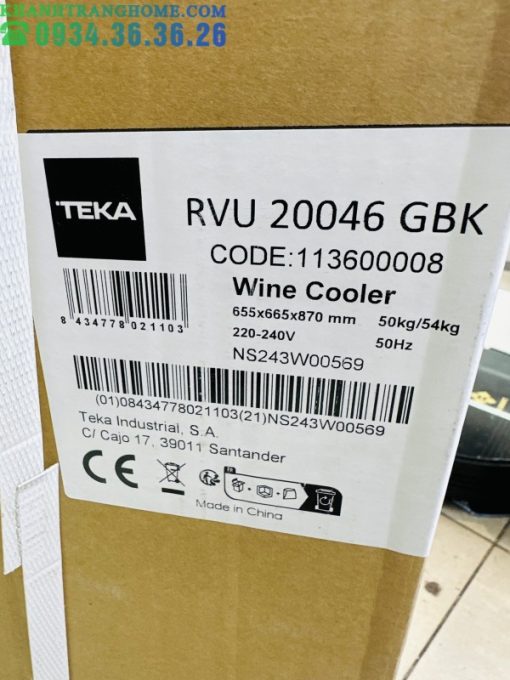 KHANHTRANGHOME.COM
☎ 0934.36.36.26
TEKA
RVU 20046 GBK
CODE:113600008
Wine Cooler
655x665x870 mm 50kg/54kg
220-240V 50Hz
NS243W00569
8 434778 021103
(01)08434778021103(21)NS243W00569
Teka Industrial, S.A.
C/ Cajo 17, 39011 Santander
CE
Made in China